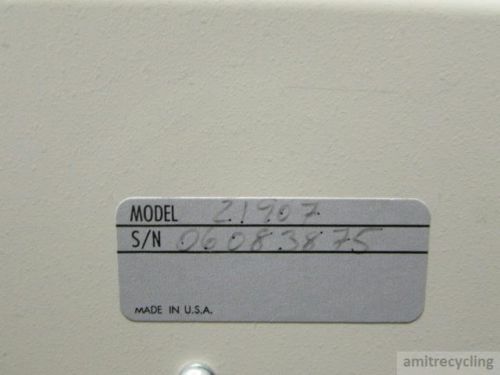 MODEL 21907
S/N 06083875
MADE IN U.S.A.
amitrecycling